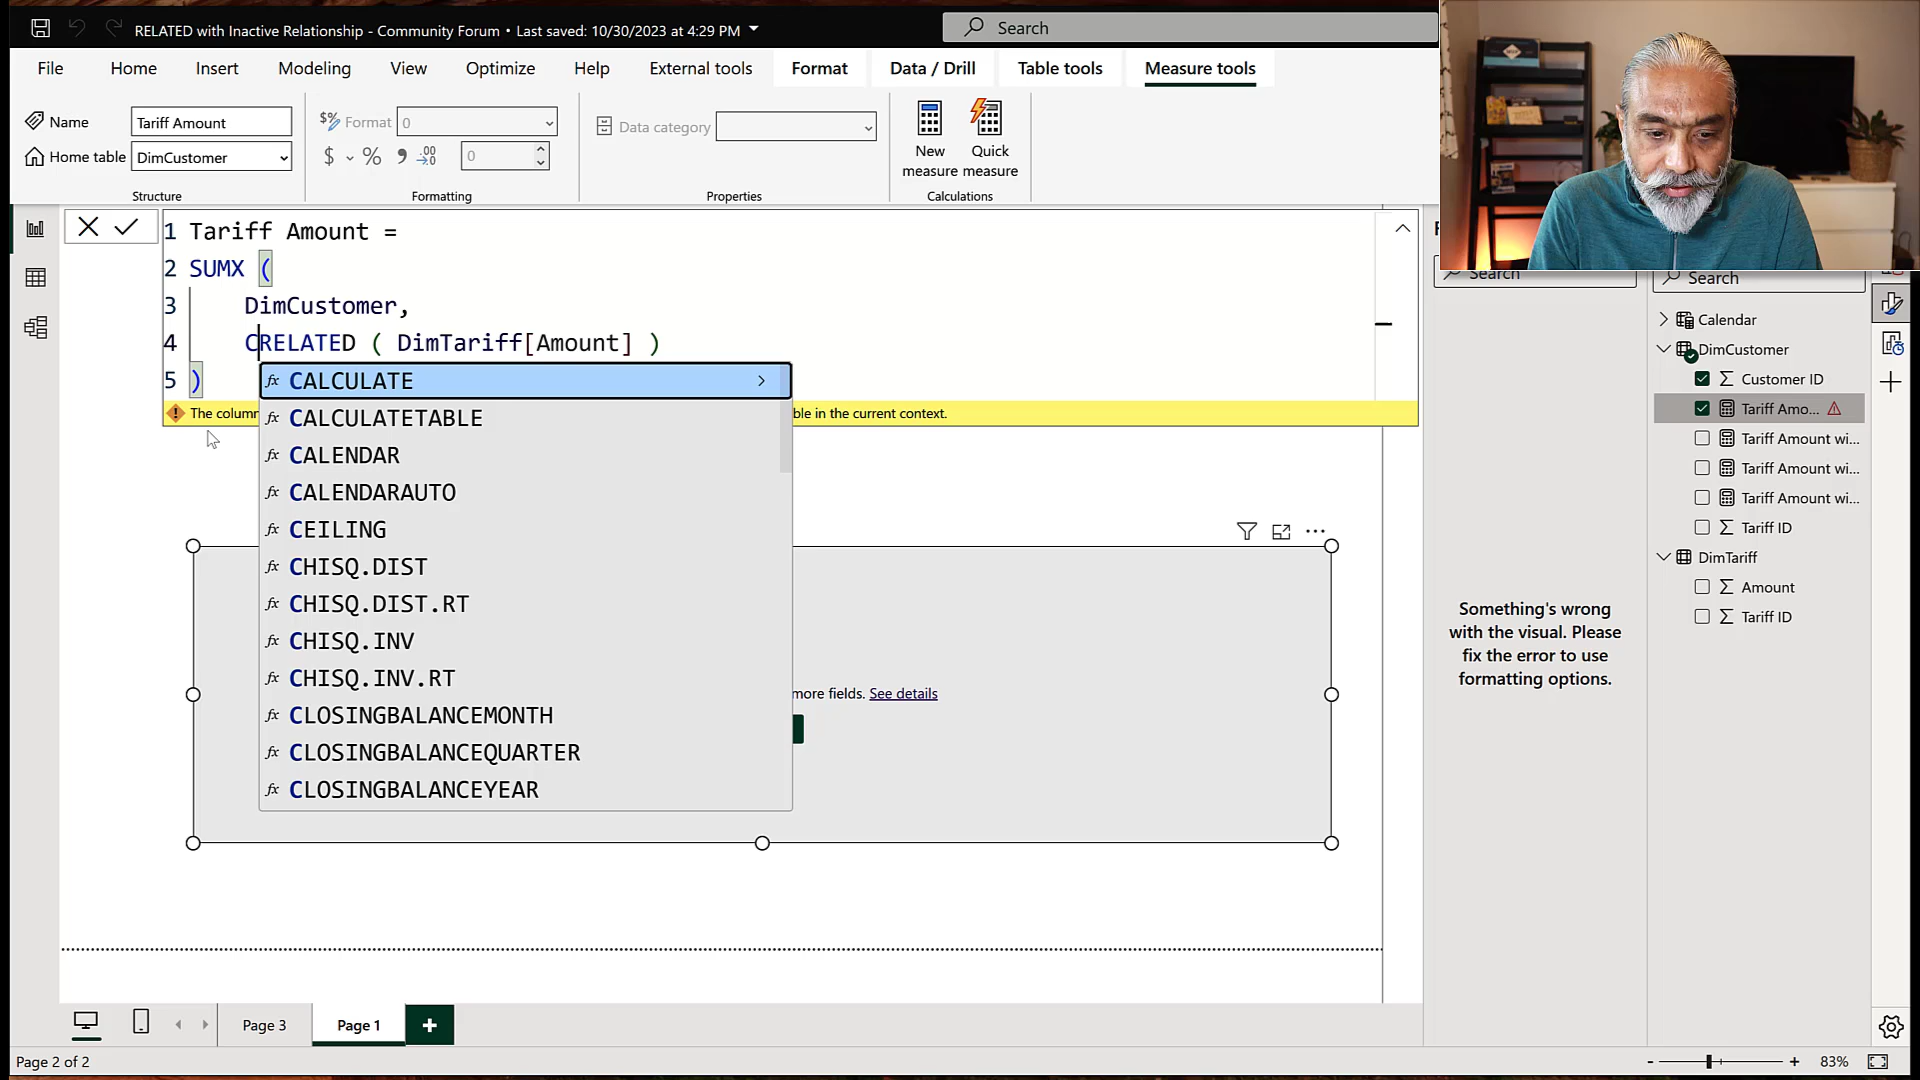 RELATED with Inactive Relationship - Community Forum • Last saved: 10/30/2023 at 4:29 PM
Search
File
Home
Insert
Modeling
View
Optimize
Help
External tools
Format
Data / Drill
Table tools
Measure tools
Name
Tariff Amount
Home table
DimCustomer
Structure
Format
0
$
%
0
Formatting
Data category
Properties
New measure
Quick measure
Calculations
1 Tariff Amount =
2 SUMX (
3 DimCustomer,
4 CRELATED ( DimTariff[Amount] )
5 )
The column
ble in the current context.
CALCULATE
CALCULATETABLE
CALENDAR
CALENDARAUTO
CEILING
CHISQ.DIST
CHISQ.DIST.RT
CHISQ.INV
CHISQ.INV.RT
CLOSINGBALANCEMONTH
CLOSINGBALANCEQUARTER
CLOSINGBALANCEYEAR
more fields. See details
Search
Something's wrong
with the visual. Please
fix the error to use
formatting options.
Search
Calendar
DimCustomer
Customer ID
Tariff Amo...
Tariff Amount wi...
Tariff Amount wi...
Tariff Amount wi...
Tariff ID
DimTariff
Amount
Tariff ID
Page 3
Page 1
+
Page 2 of 2
- + 83%